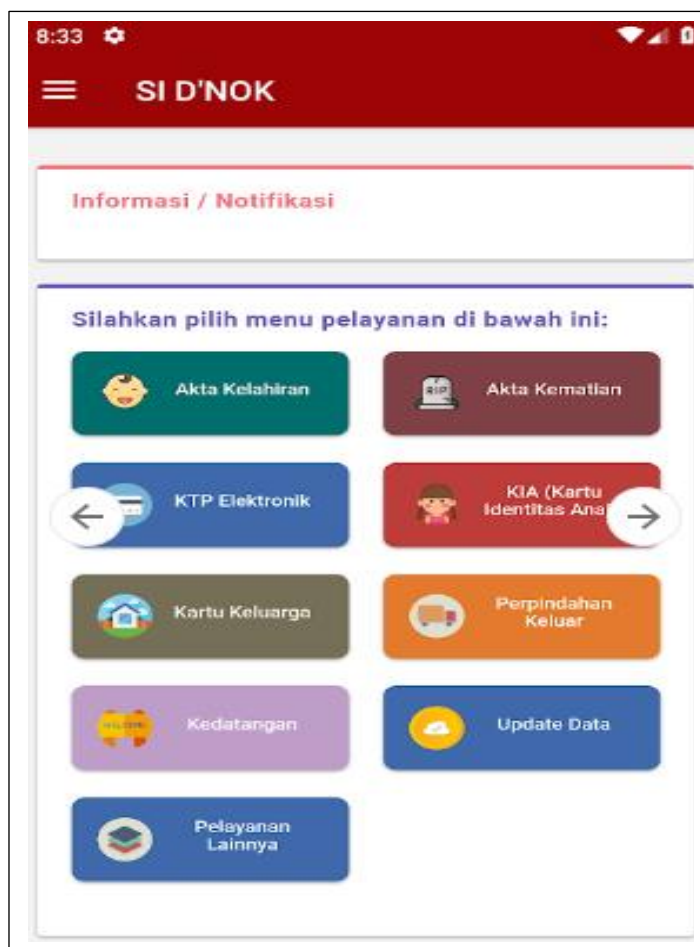 8:33
SI D'NOK
Informasi / Notifikasi
Silahkan pilih menu pelayanan di bawah ini:
Akta Kelahiran
RIP
Akta Kematian
KTP Elektronik
KIA (Kartu
Identitas
Kartu Keluarga
Perpindahan
Keluar
Kedatangan
Update Data
Pelayanan
Lainnya